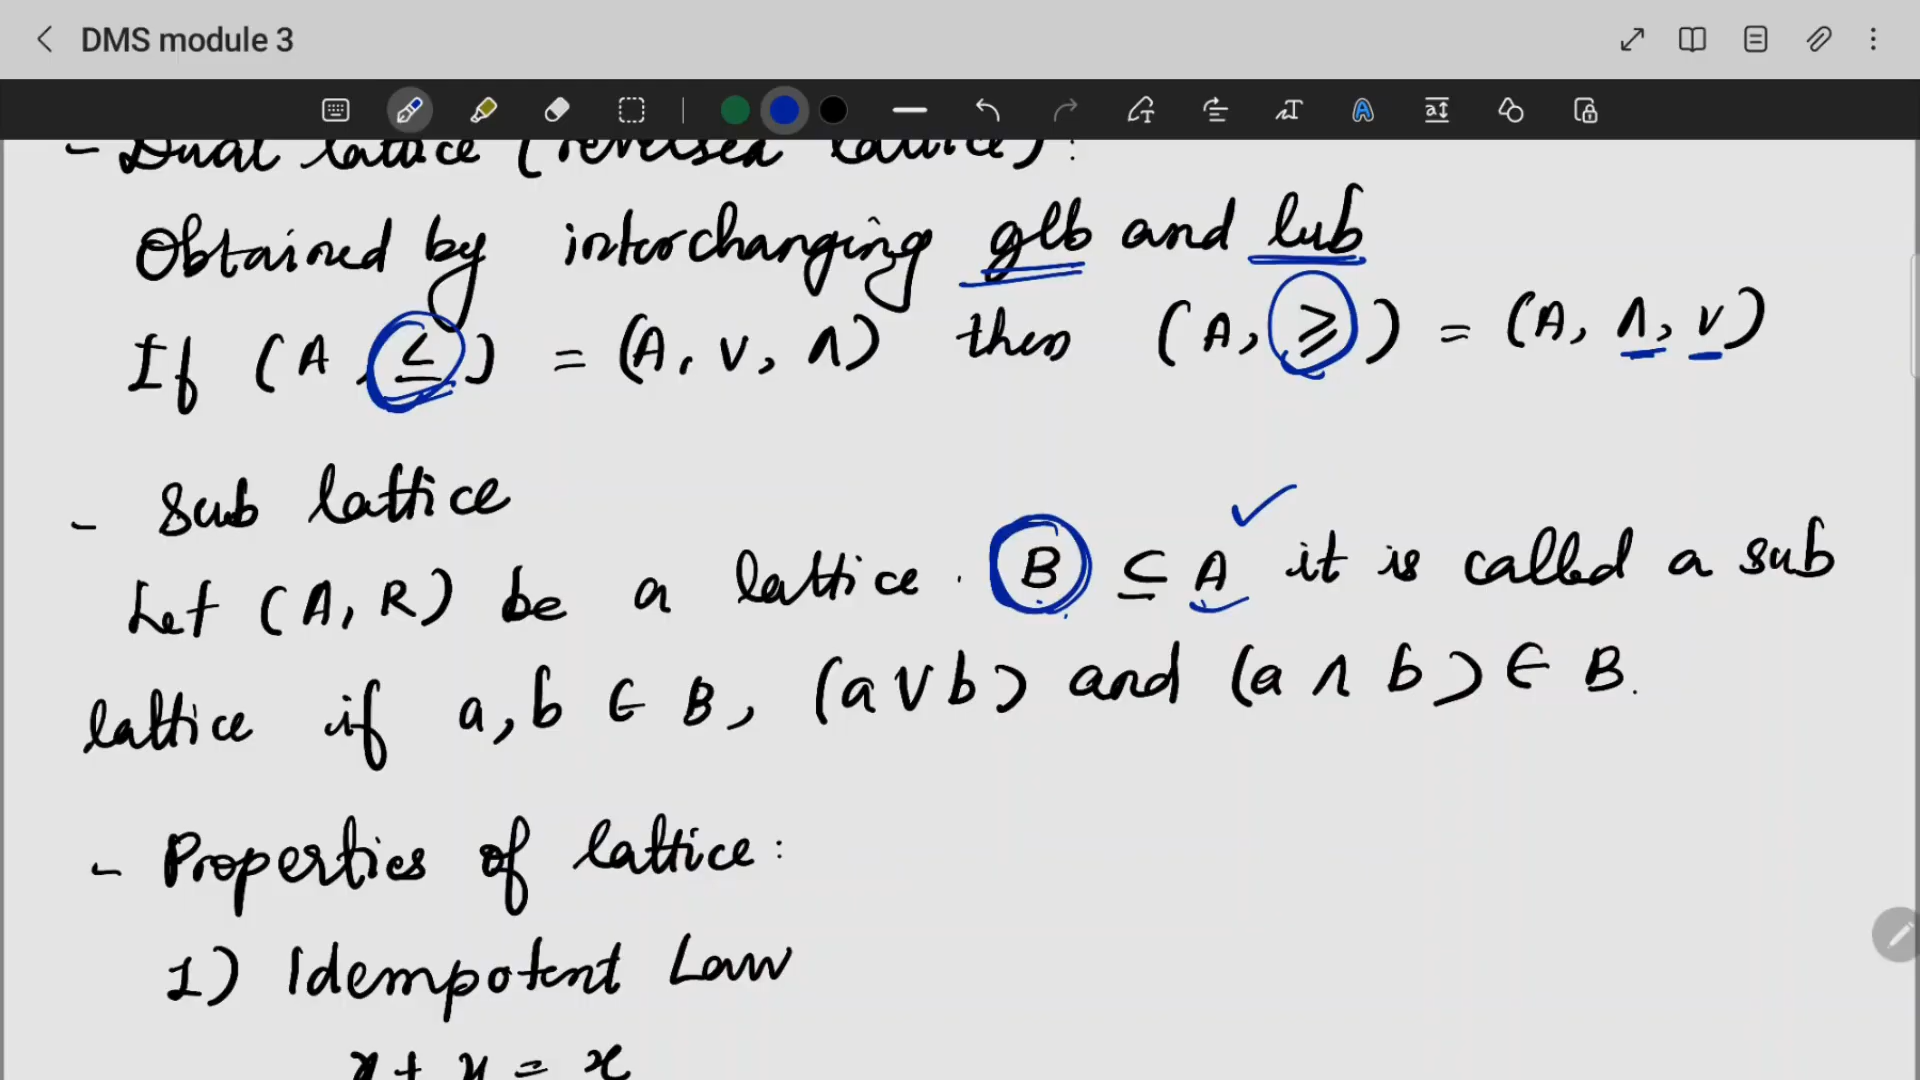 DMS module 3
- Dual lattice (reversed lattice) :
Obtained by interchanging glb and lub
If (A, ≤) = (A, ∨, ∧) then (A, ≥) = (A, ∧, ∨)
- Sub lattice
Let (A, R) be a lattice. B ⊆ A it is called a sub
lattice if a, b ∈ B, (a ∨ b) and (a ∧ b) ∈ B.
- Properties of lattice :
1) Idempotent Law
x + x = x